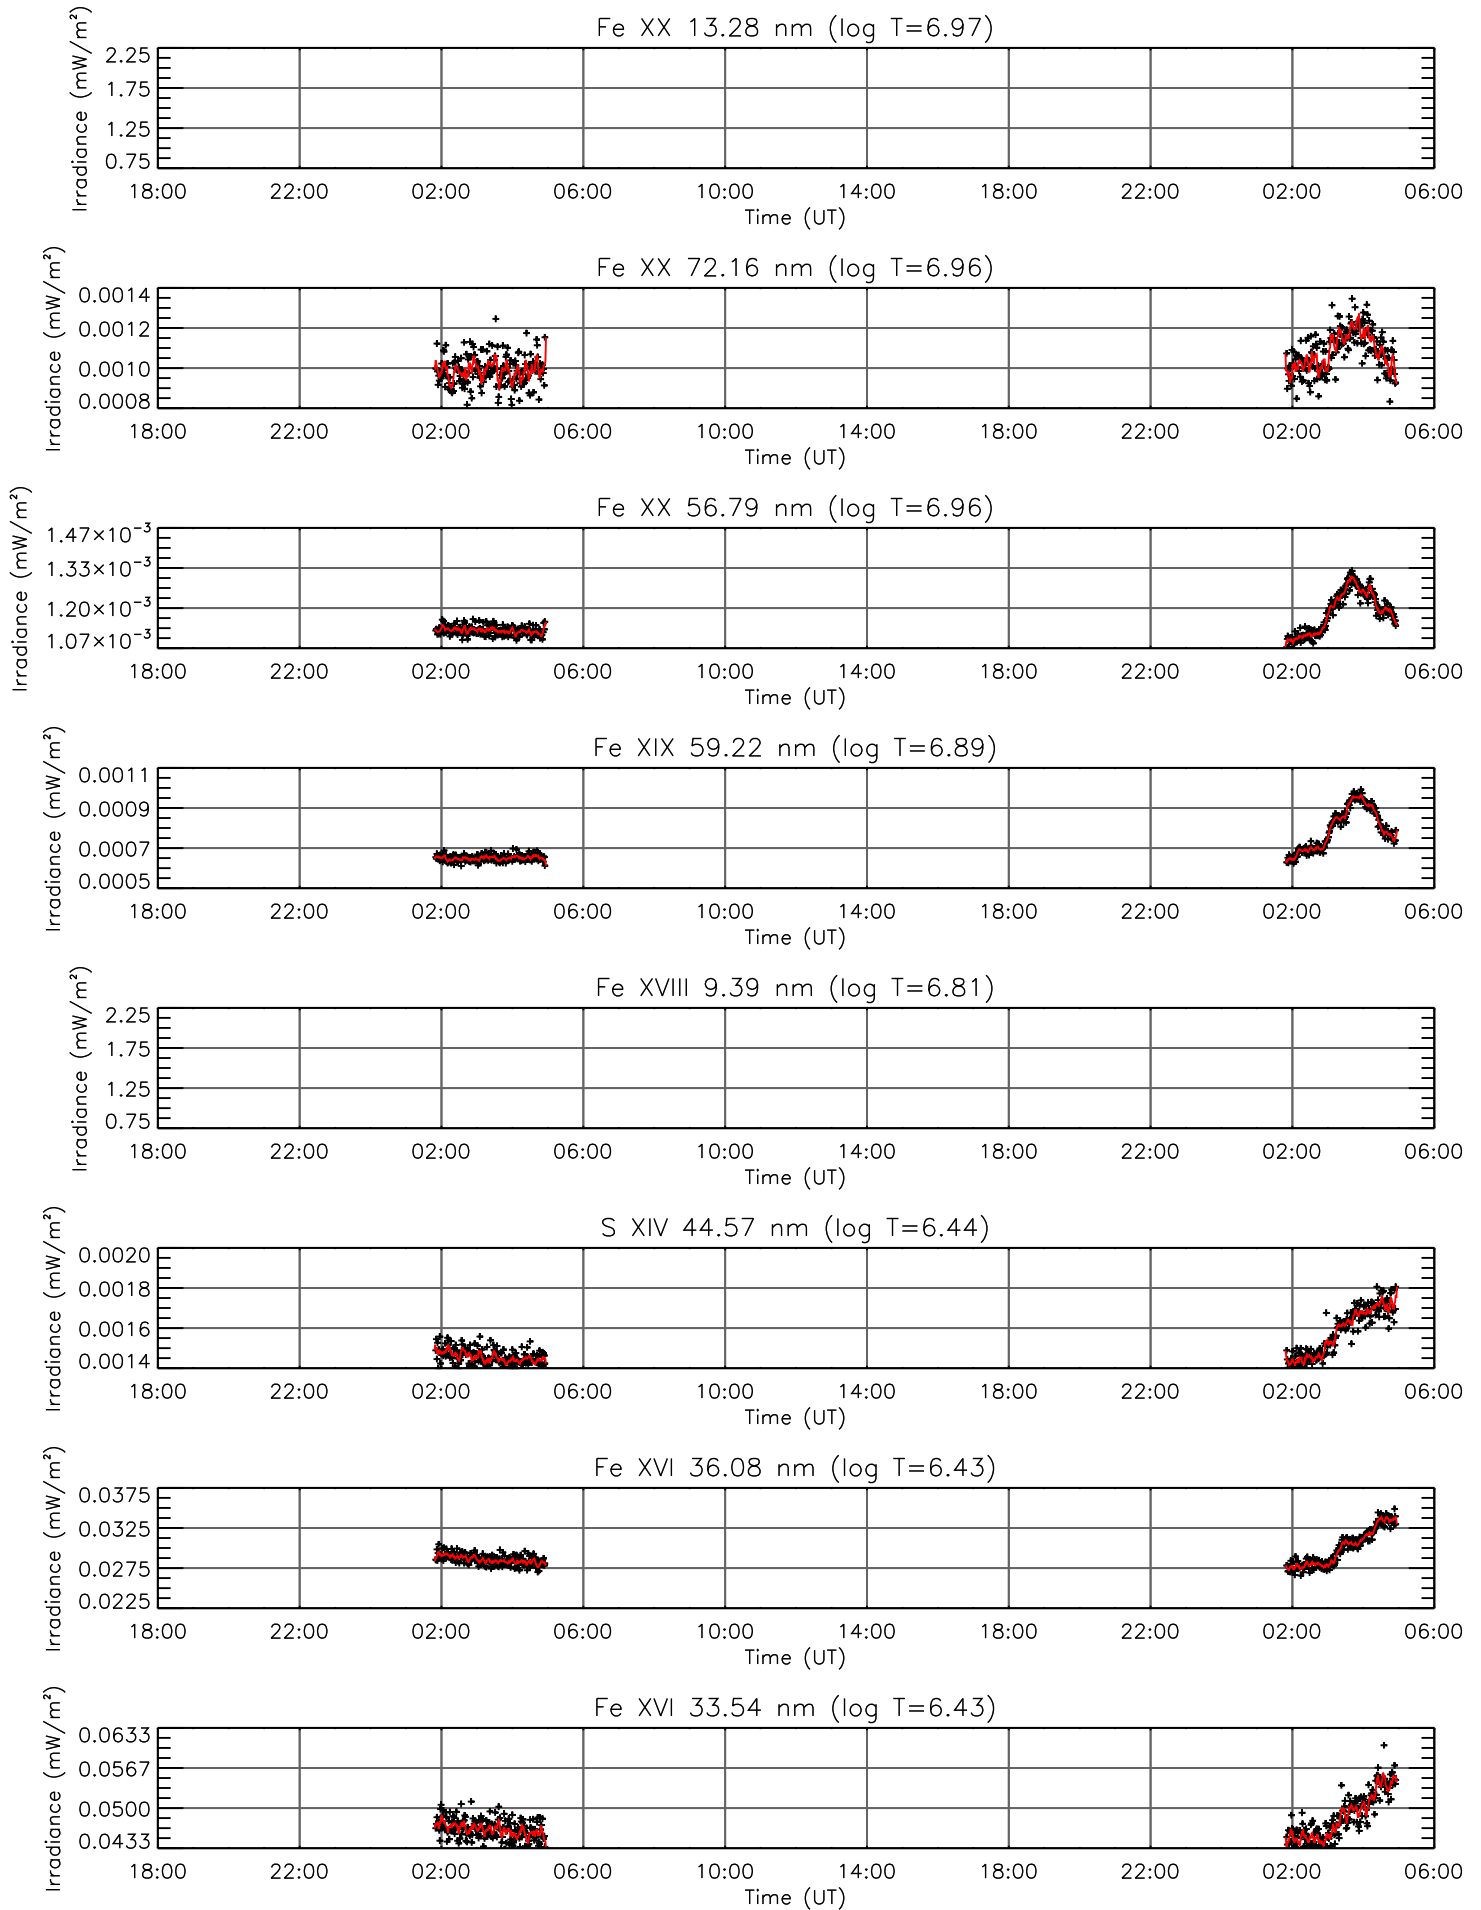 Fe XX 13.28 nm (log T=6.97)
Irradiance (mW/m²)
2.25
1.75
1.25
0.75
18:00 22:00 02:00 06:00 10:00 14:00 18:00 22:00 02:00 06:00
Time (UT)
Fe XX 72.16 nm (log T=6.96)
Irradiance (mW/m²)
0.0014
0.0012
0.0010
0.0008
18:00 22:00 02:00 06:00 10:00 14:00 18:00 22:00 02:00 06:00
Time (UT)
Fe XX 56.79 nm (log T=6.96)
Irradiance (mW/m²)
1.47×10⁻³
1.33×10⁻³
1.20×10⁻³
1.07×10⁻³
18:00 22:00 02:00 06:00 10:00 14:00 18:00 22:00 02:00 06:00
Time (UT)
Fe XIX 59.22 nm (log T=6.89)
Irradiance (mW/m²)
0.0011
0.0009
0.0007
0.0005
18:00 22:00 02:00 06:00 10:00 14:00 18:00 22:00 02:00 06:00
Time (UT)
Fe XVIII 9.39 nm (log T=6.81)
Irradiance (mW/m²)
2.25
1.75
1.25
0.75
18:00 22:00 02:00 06:00 10:00 14:00 18:00 22:00 02:00 06:00
Time (UT)
S XIV 44.57 nm (log T=6.44)
Irradiance (mW/m²)
0.0020
0.0018
0.0016
0.0014
18:00 22:00 02:00 06:00 10:00 14:00 18:00 22:00 02:00 06:00
Time (UT)
Fe XVI 36.08 nm (log T=6.43)
Irradiance (mW/m²)
0.0375
0.0325
0.0275
0.0225
18:00 22:00 02:00 06:00 10:00 14:00 18:00 22:00 02:00 06:00
Time (UT)
Fe XVI 33.54 nm (log T=6.43)
Irradiance (mW/m²)
0.0633
0.0567
0.0500
0.0433
18:00 22:00 02:00 06:00 10:00 14:00 18:00 22:00 02:00 06:00
Time (UT)